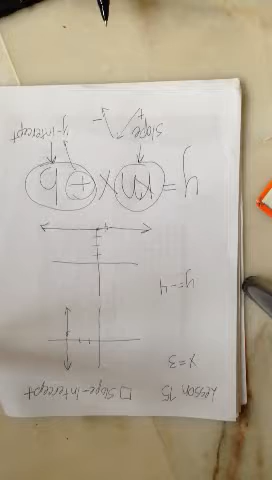 Lesson 15 □ Slope-intercept
x=3
y=-4
y=mx+b
slope y-intercept
+ -